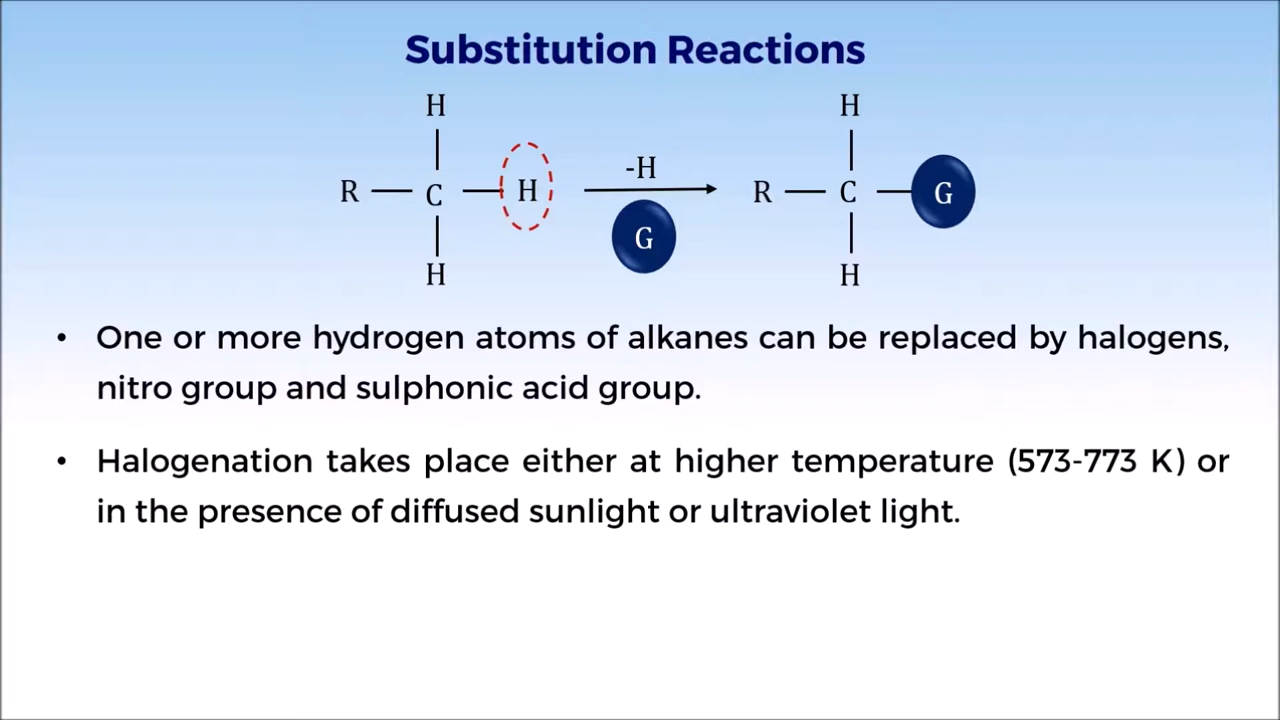 Substitution Reactions
H
H
R — C — H
-H
G
R — C — G
H
H
• One or more hydrogen atoms of alkanes can be replaced by halogens,
nitro group and sulphonic acid group.
• Halogenation takes place either at higher temperature (573-773 K) or
in the presence of diffused sunlight or ultraviolet light.